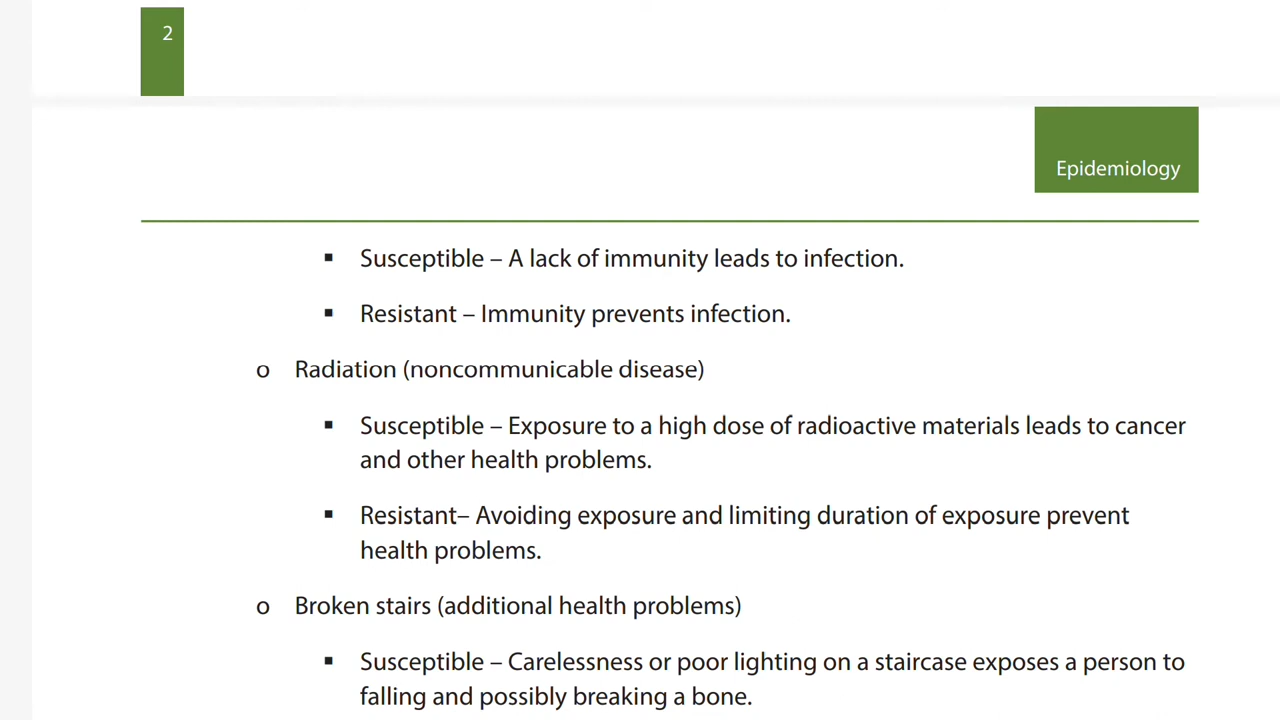 2
Epidemiology
▪ Susceptible – A lack of immunity leads to infection.
▪ Resistant – Immunity prevents infection.
o Radiation (noncommunicable disease)
▪ Susceptible – Exposure to a high dose of radioactive materials leads to cancer
and other health problems.
▪ Resistant– Avoiding exposure and limiting duration of exposure prevent
health problems.
o Broken stairs (additional health problems)
▪ Susceptible – Carelessness or poor lighting on a staircase exposes a person to
falling and possibly breaking a bone.